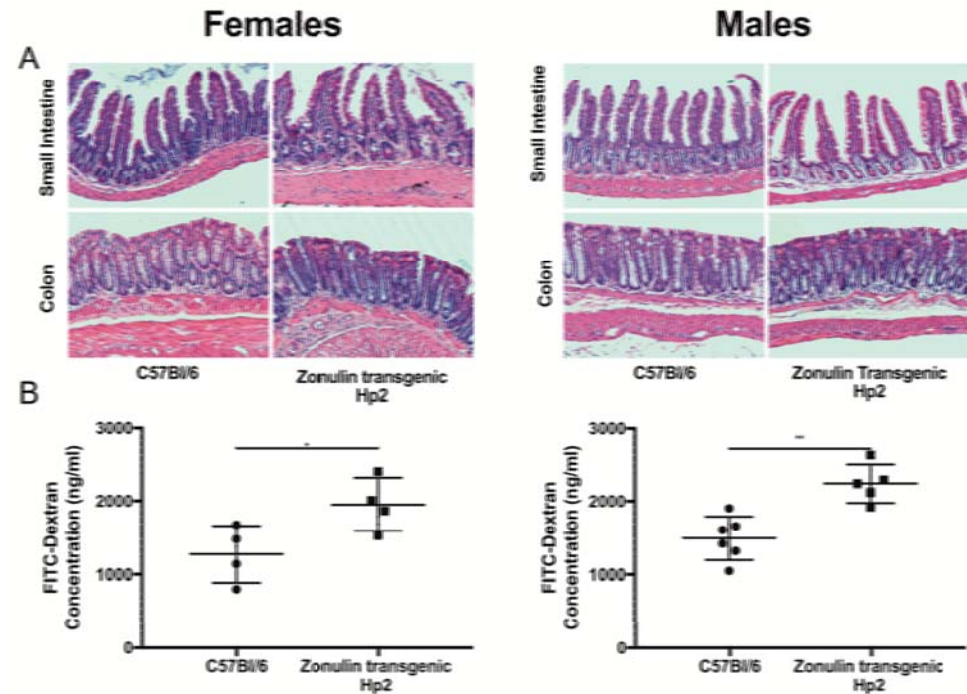 Females Males
A
Small Intestine
Colon
Small Intestine
Colon
C57Bl/6
Zonulin transgenic
Hp2
C57Bl/6
Zonulin Transgenic
Hp2
B
FITC-Dextran
Concentration (ng/ml)
3000
2000
1000
0
C57Bl/6
Zonulin transgenic
Hp2
FITC-Dextran
Concentration (ng/ml)
3000
2000
1000
0
C57Bl/6
Zonulin transgenic
Hp2